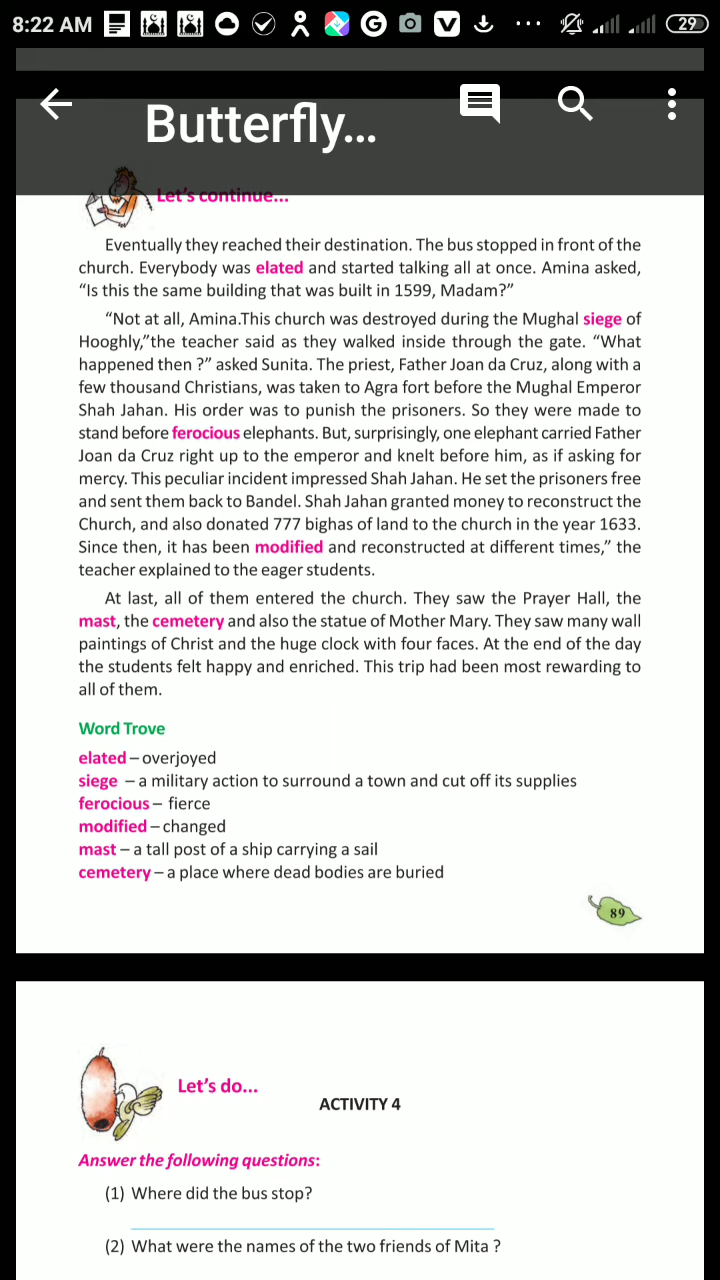 8:22 AM
29
Butterfly...
Let's continue...
Eventually they reached their destination. The bus stopped in front of the
church. Everybody was elated and started talking all at once. Amina asked,
“Is this the same building that was built in 1599, Madam?”
“Not at all, Amina.This church was destroyed during the Mughal siege of
Hooghly,”the teacher said as they walked inside through the gate. “What
happened then ?” asked Sunita. The priest, Father Joan da Cruz, along with a
few thousand Christians, was taken to Agra fort before the Mughal Emperor
Shah Jahan. His order was to punish the prisoners. So they were made to
stand before ferocious elephants. But, surprisingly, one elephant carried Father
Joan da Cruz right up to the emperor and knelt before him, as if asking for
mercy. This peculiar incident impressed Shah Jahan. He set the prisoners free
and sent them back to Bandel. Shah Jahan granted money to reconstruct the
Church, and also donated 777 bighas of land to the church in the year 1633.
Since then, it has been modified and reconstructed at different times,” the
teacher explained to the eager students.
At last, all of them entered the church. They saw the Prayer Hall, the
mast, the cemetery and also the statue of Mother Mary. They saw many wall
paintings of Christ and the huge clock with four faces. At the end of the day
the students felt happy and enriched. This trip had been most rewarding to
all of them.
Word Trove
elated – overjoyed
siege – a military action to surround a town and cut off its supplies
ferocious – fierce
modified – changed
mast – a tall post of a ship carrying a sail
cemetery – a place where dead bodies are buried
89
Let's do...
ACTIVITY 4
Answer the following questions:
(1) Where did the bus stop?
(2) What were the names of the two friends of Mita ?